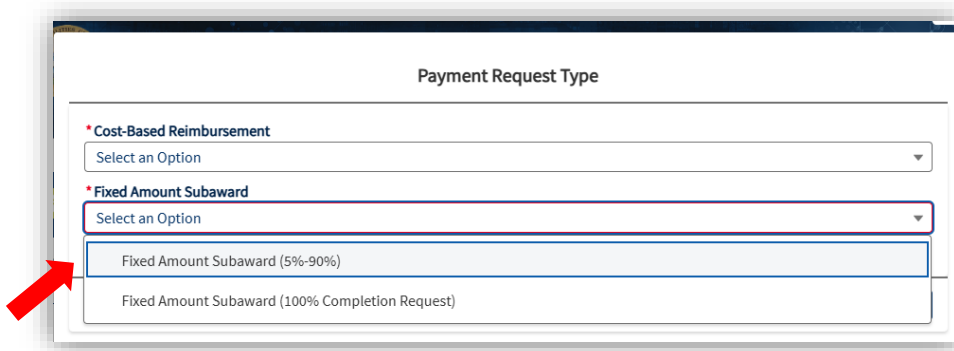 Payment Request Type
*Cost-Based Reimbursement
Select an Option
*Fixed Amount Subaward
Select an Option
Fixed Amount Subaward (5%-90%)
Fixed Amount Subaward (100% Completion Request)